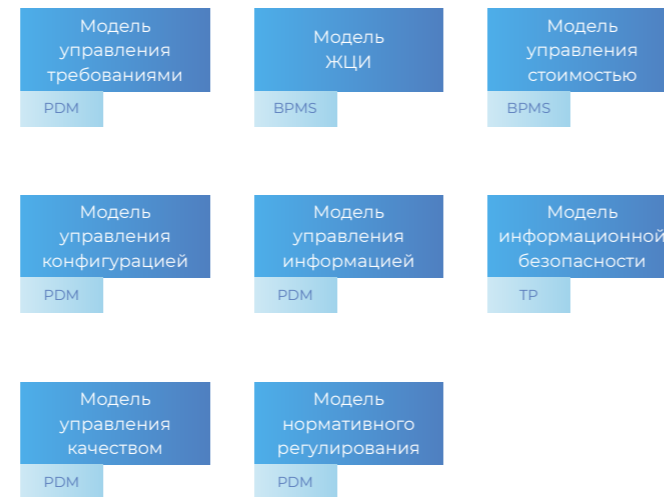 Модель
управления
требованиями
PDM
Модель
ЖЦИ
BPMS
Модель
управления
стоимостью
BPMS
Модель
управления
конфигурацией
PDM
Модель
управления
информацией
PDM
Модель
информационной
безопасности
TP
Модель
управления
качеством
PDM
Модель
нормативного
регулирования
PDM